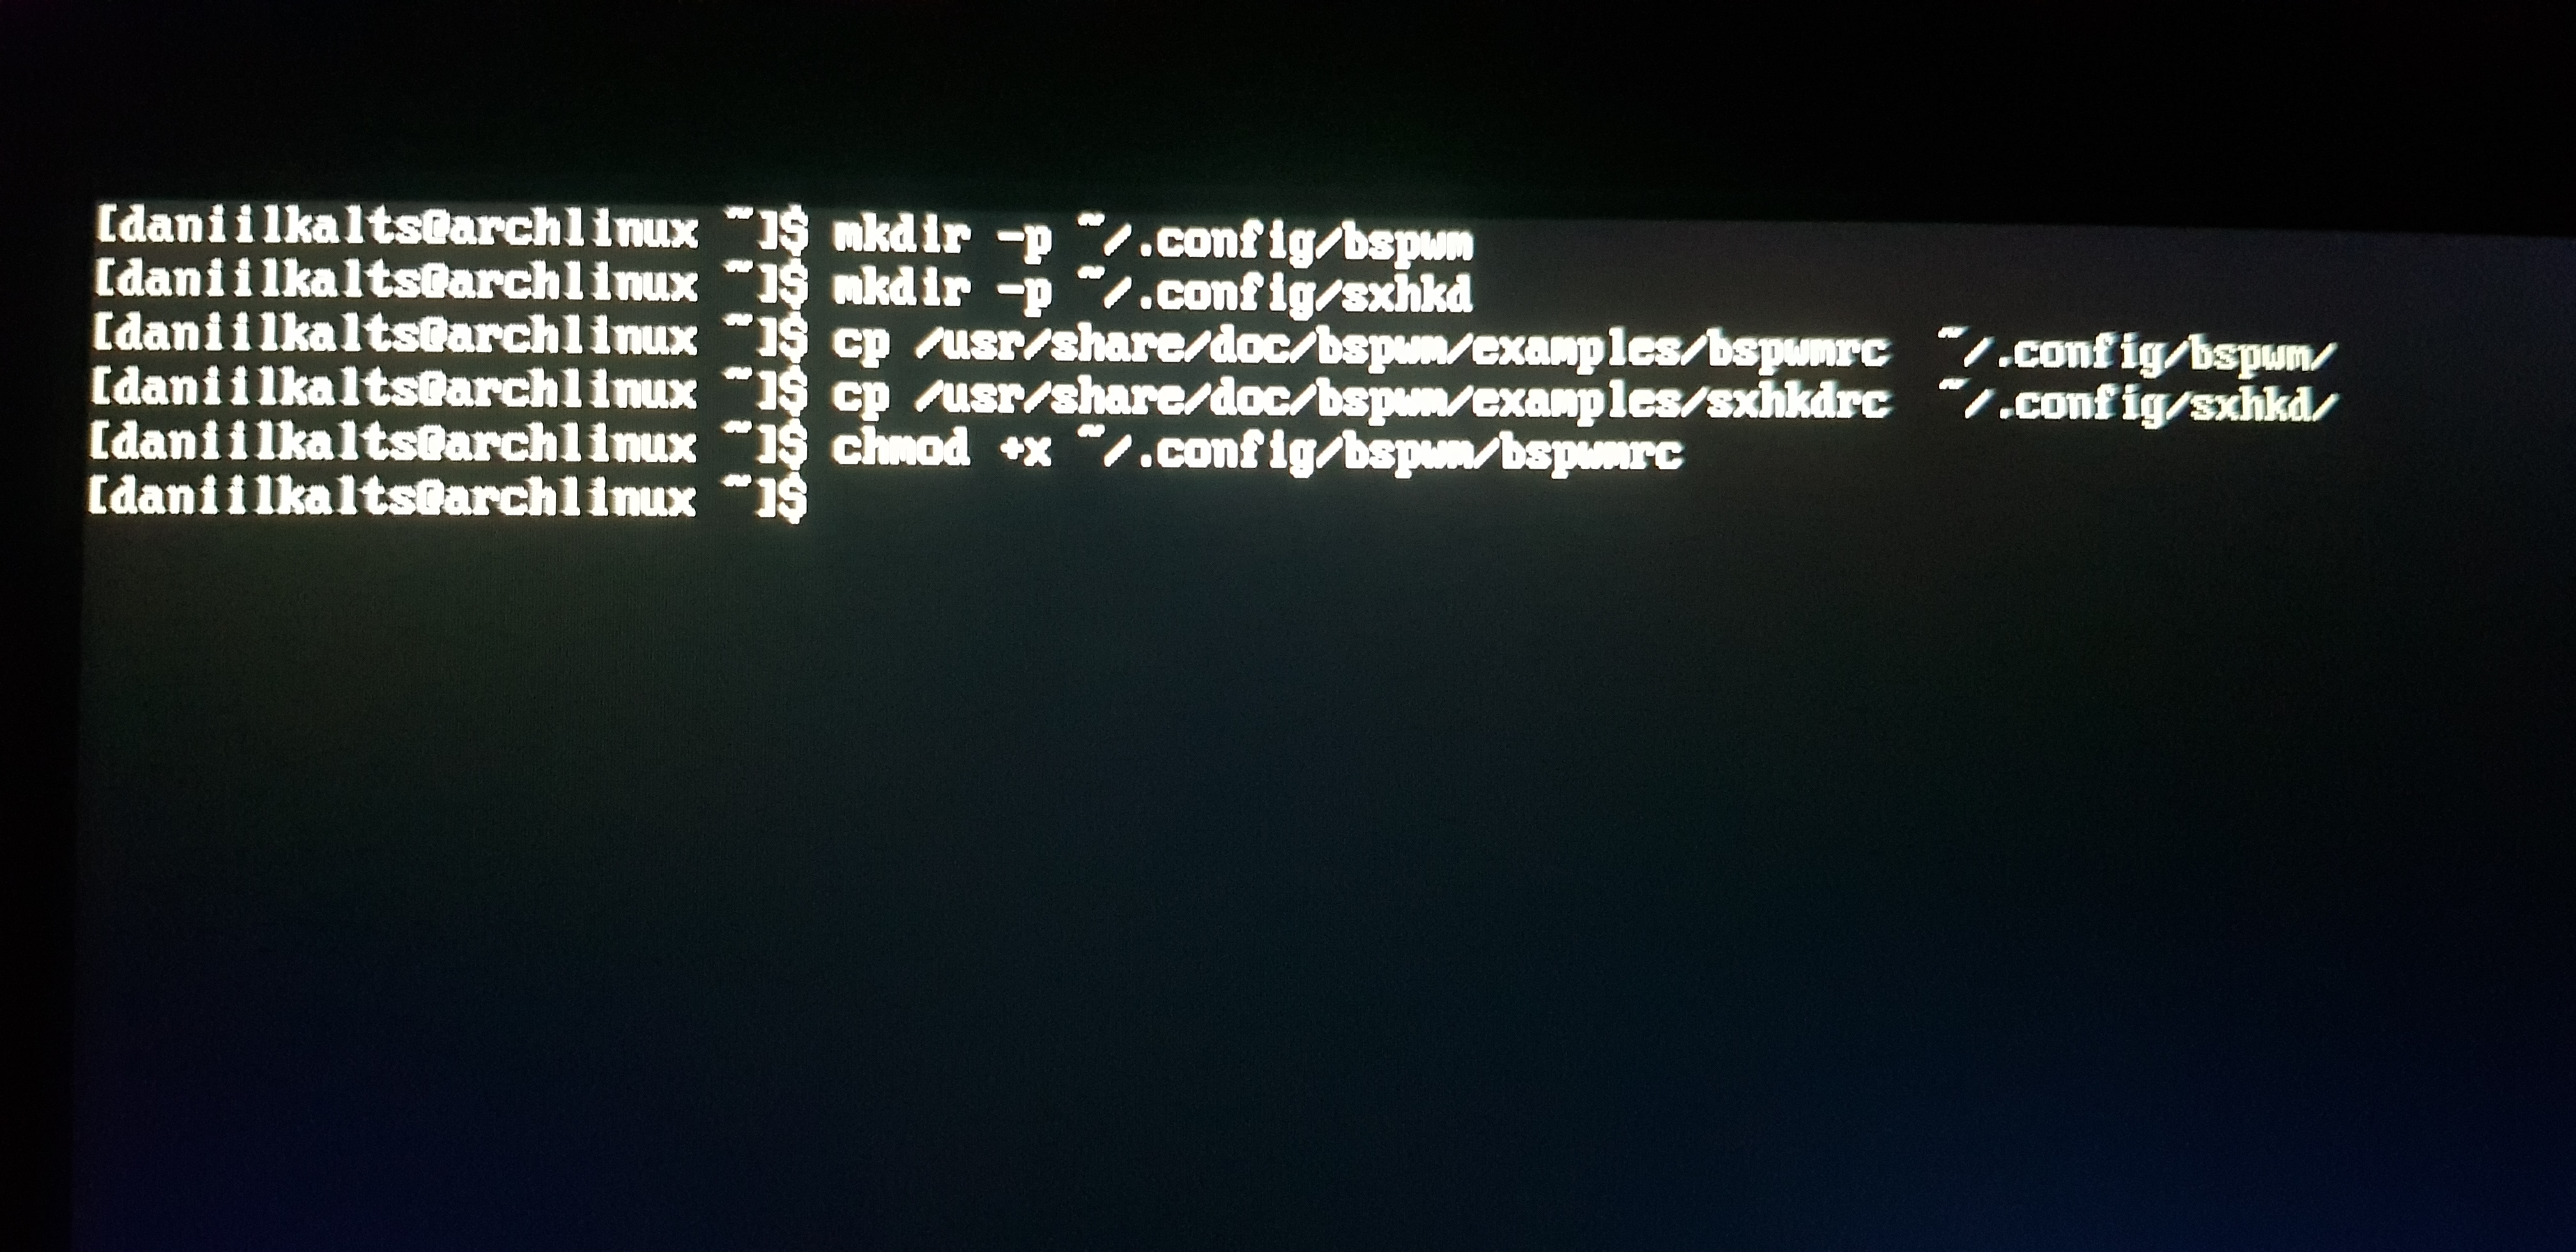 [daniilkalts@archlinux ~]$ mkdir -p ~/.config/bspwm
[daniilkalts@archlinux ~]$ mkdir -p ~/.config/sxhkd
[daniilkalts@archlinux ~]$ cp /usr/share/doc/bspwm/examples/bspwmrc ~/.config/bspwm/
[daniilkalts@archlinux ~]$ cp /usr/share/doc/bspwm/examples/sxhkdrc ~/.config/sxhkd/
[daniilkalts@archlinux ~]$ chmod +x ~/.config/bspwm/bspwmrc
[daniilkalts@archlinux ~]$